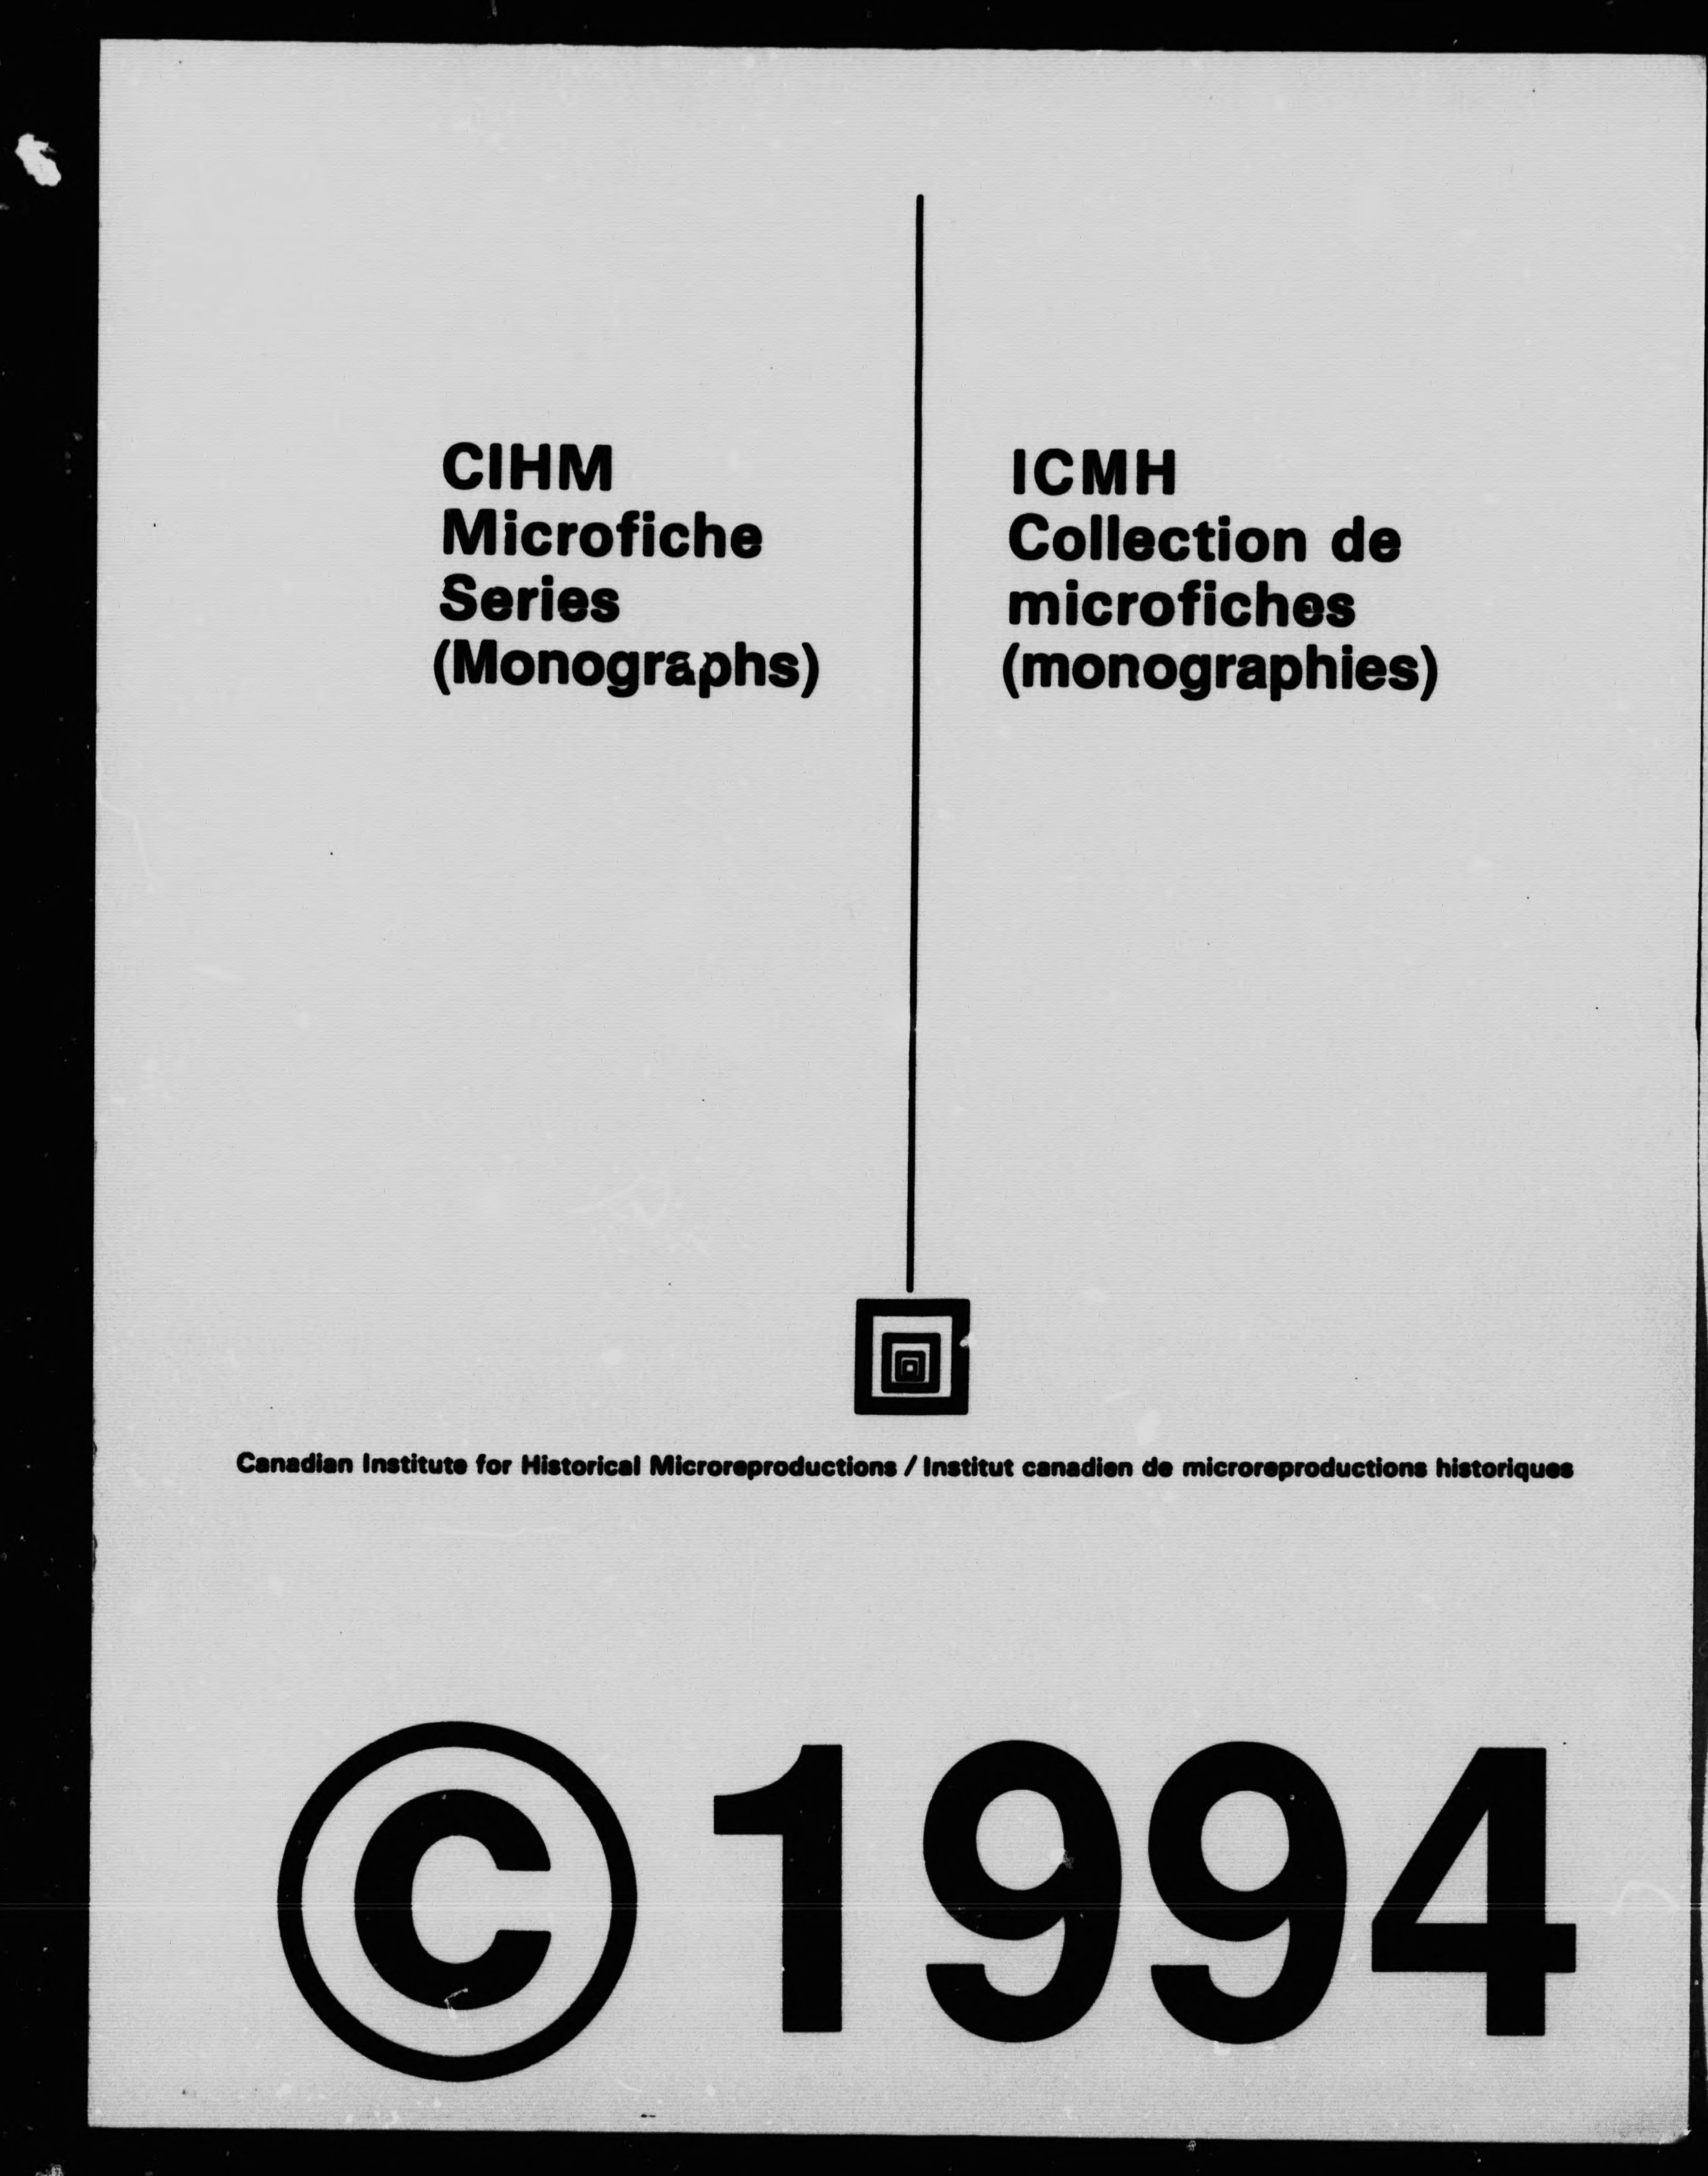 CIHM
Microfiche
Series
(Monographs)
ICMH
Collection de
microfiches
(monographies)
Canadian Institute for Historical Microreproductions / Institut canadien de microreproductions historiques
© 1994